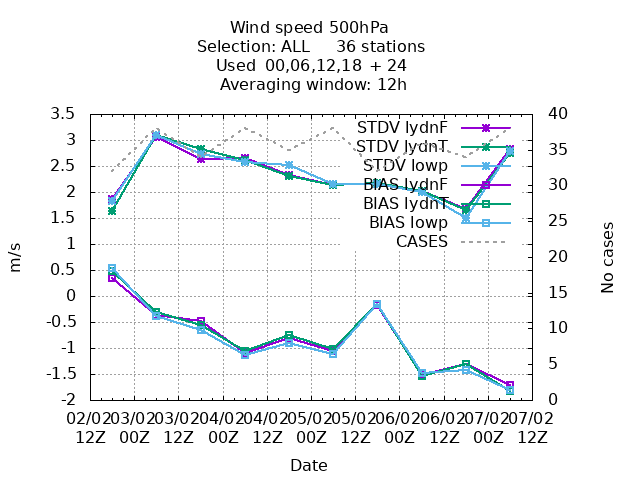 Wind speed 500hPa
Selection: ALL 36 stations
Used 00,06,12,18 + 24
Averaging window: 12h
3.5
3
2.5
2
1.5
1
0.5
0
-0.5
-1
-1.5
-2
m/s
40
35
30
25
20
15
10
5
0
No cases
STDV lydnF
STDV lydnT
STDV lowp
BIAS lydnF
BIAS lydnT
BIAS lowp
CASES
02/02 03/02 03/02 04/02 04/02 05/02 05/02 06/02 06/02 07/02 07/02
12Z 00Z 12Z 00Z 12Z 00Z 12Z 00Z 12Z 00Z 12Z
Date